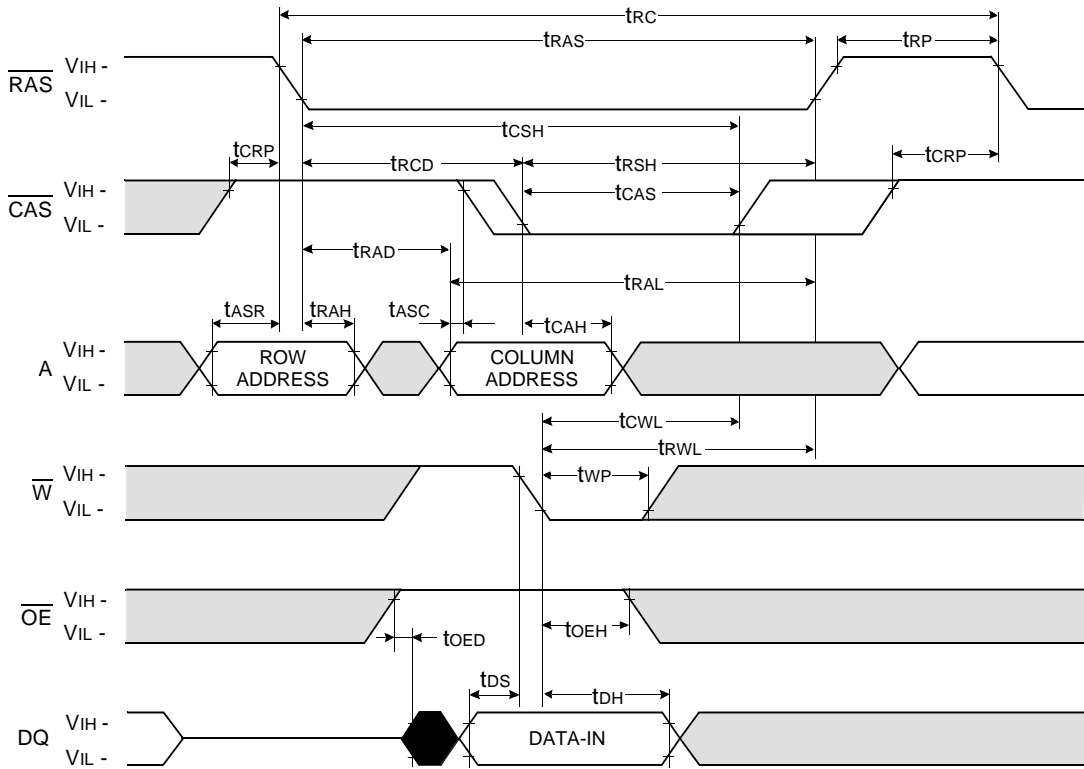 tRC
tRAS
tRP
RAS
VIH -
VIL -
tCSH
tCRP
tRCD
tRSH
tCRP
CAS
VIH -
VIL -
tCAS
tRAD
tRAL
tASR
tRAH
tASC
tCAH
A
VIH -
VIL -
ROW
ADDRESS
COLUMN
ADDRESS
tCWL
tRWL
W
VIH -
VIL -
tWP
OE
VIH -
VIL -
tOED
tOEH
tDS
tDH
DQ
VIH -
VIL -
DATA-IN